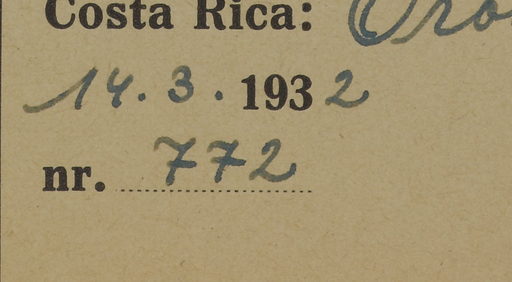 Costa Rica:
14. 3. 1932
nr. 772